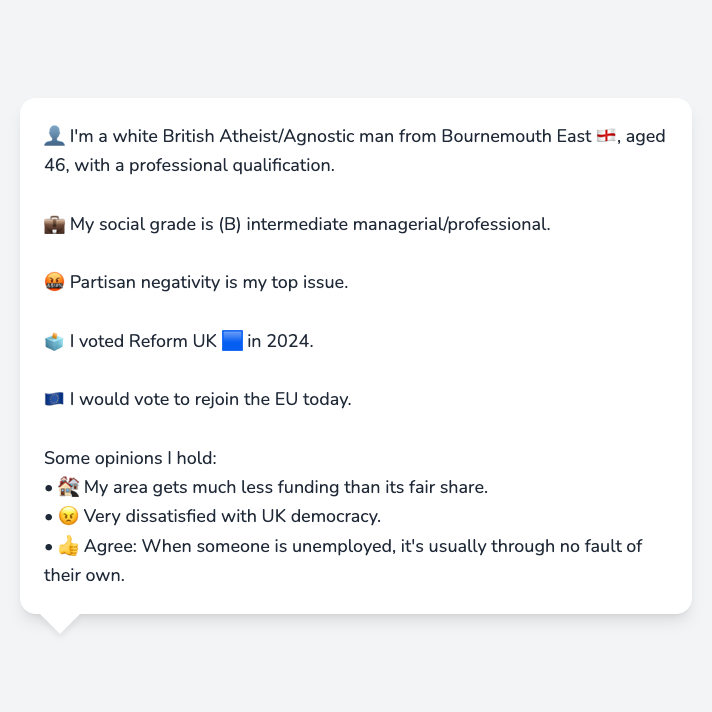 👤 I'm a white British Atheist/Agnostic man from Bournemouth East 🏴󠁧󠁢󠁥󠁮󠁧󠁿, aged
46, with a professional qualification.
💼 My social grade is (B) intermediate managerial/professional.
🤬 Partisan negativity is my top issue.
🗳️ I voted Reform UK 🟦 in 2024.
🇪🇺 I would vote to rejoin the EU today.
Some opinions I hold:
• 🏚️ My area gets much less funding than its fair share.
• 😠 Very dissatisfied with UK democracy.
• 👍 Agree: When someone is unemployed, it's usually through no fault of
their own.